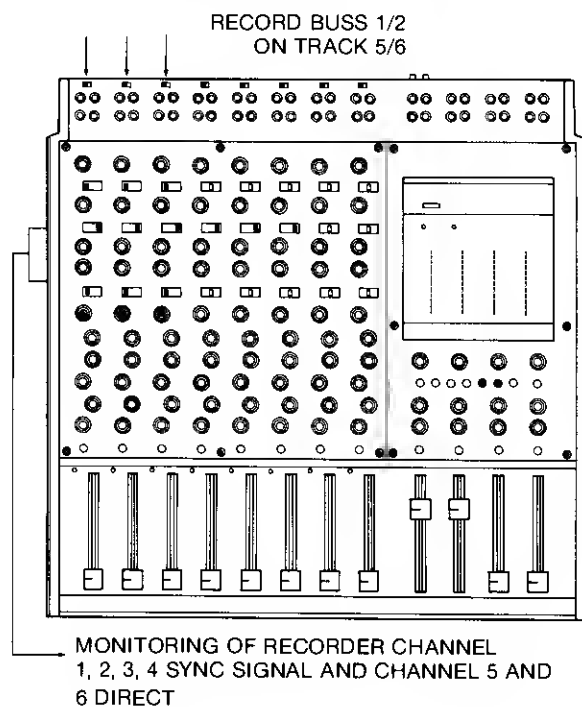 RECORD BUSS 1/2
ON TRACK 5/6
MONITORING OF RECORDER CHANNEL
1, 2, 3, 4 SYNC SIGNAL AND CHANNEL 5 AND
6 DIRECT